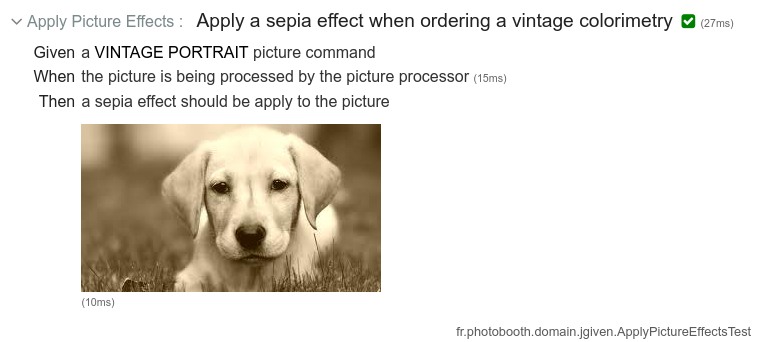 Apply Picture Effects : Apply a sepia effect when ordering a vintage colorimetry (27ms)
Given a VINTAGE PORTRAIT picture command
When the picture is being processed by the picture processor (15ms)
Then a sepia effect should be apply to the picture
(10ms)
fr.photobooth.domain.jgiven.ApplyPictureEffectsTest